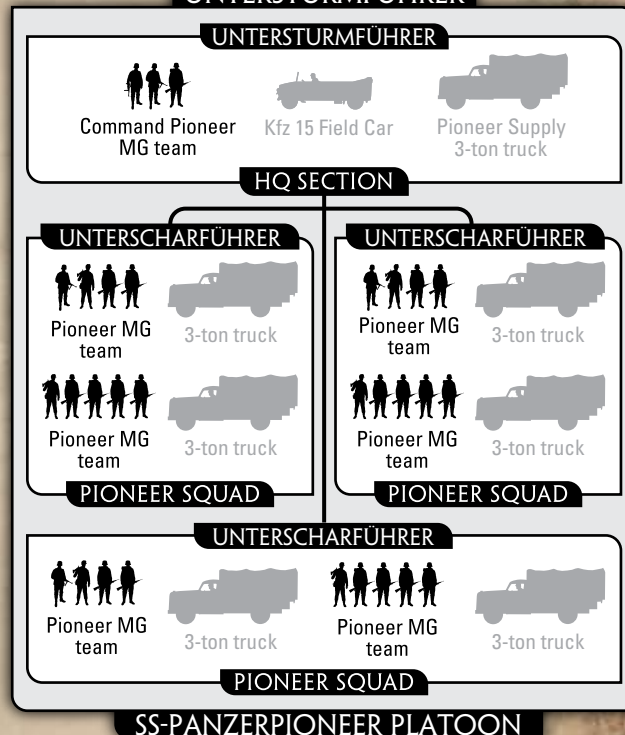 UNTERSTURMFÜHRER
UNTERSTURMFÜHRER
Command Pioneer
MG team
Kfz 15 Field Car
Pioneer Supply
3-ton truck
HQ SECTION
UNTERSCHARFÜHRER
Pioneer MG
team
3-ton truck
Pioneer MG
team
3-ton truck
PIONEER SQUAD
UNTERSCHARFÜHRER
Pioneer MG
team
3-ton truck
Pioneer MG
team
3-ton truck
PIONEER SQUAD
UNTERSCHARFÜHRER
Pioneer MG
team
3-ton truck
Pioneer MG
team
3-ton truck
PIONEER SQUAD
SS-PANZERPIONEER PLATOON